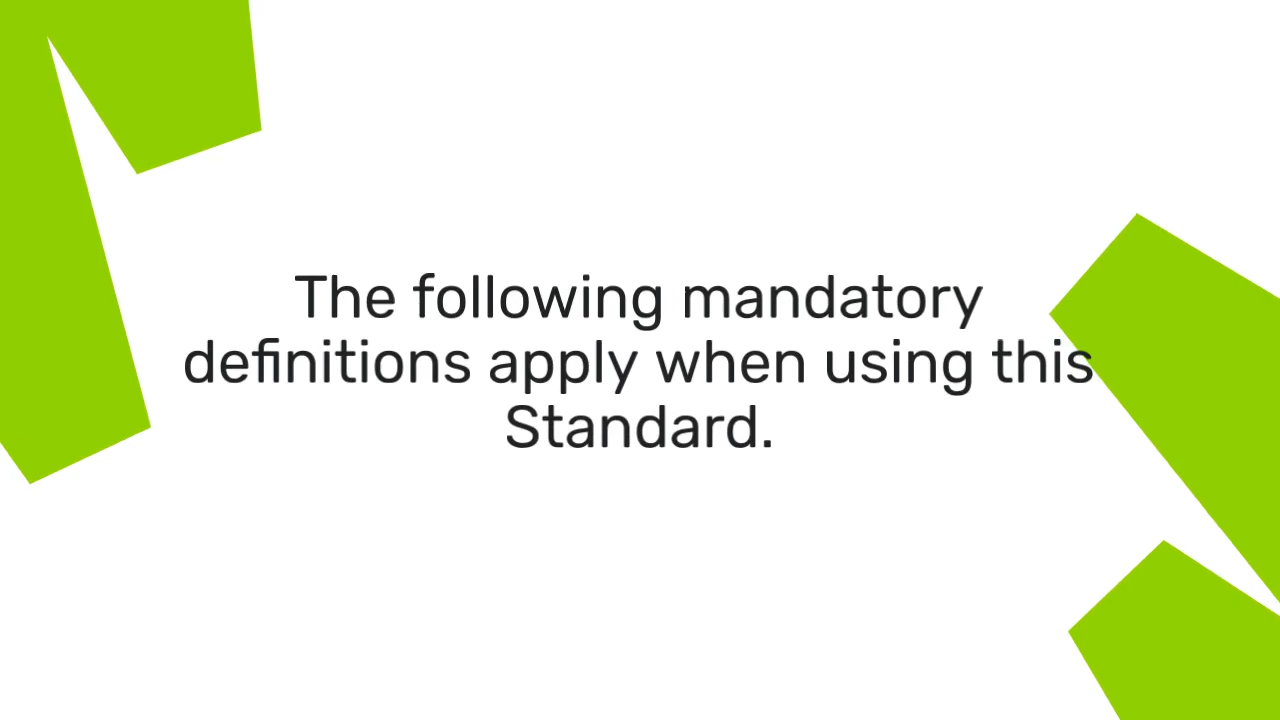 The following mandatory
definitions apply when using this
Standard.